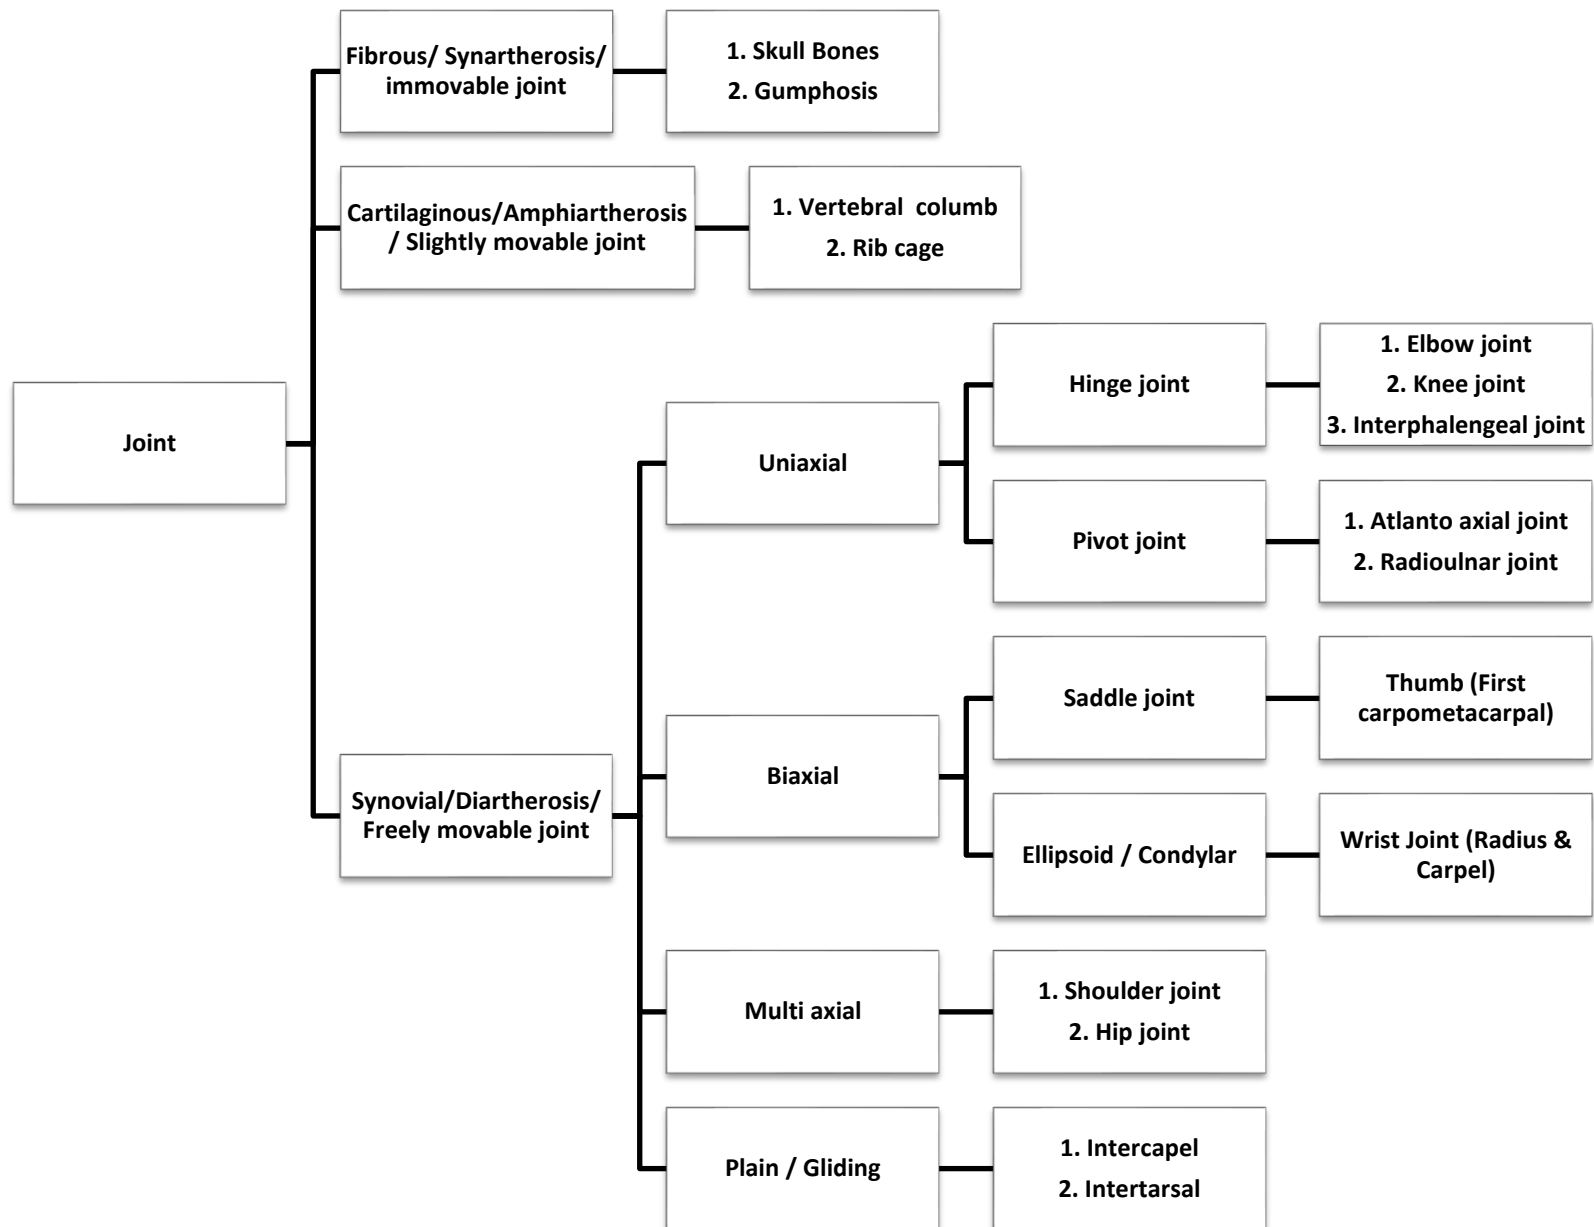 Fibrous/ Synartherosis/
immovable joint
1. Skull Bones
2. Gumphosis
Cartilaginous/Amphiartherosis
/ Slightly movable joint
1. Vertebral columb
2. Rib cage
Joint
Synovial/Diartherosis/
Freely movable joint
Uniaxial
Hinge joint
1. Elbow joint
2. Knee joint
3. Interphalengeal joint
Pivot joint
1. Atlanto axial joint
2. Radioulnar joint
Biaxial
Saddle joint
Thumb (First
carpometacarpal)
Ellipsoid / Condylar
Wrist Joint (Radius &
Carpel)
Multi axial
1. Shoulder joint
2. Hip joint
Plain / Gliding
1. Intercapel
2. Intertarsal